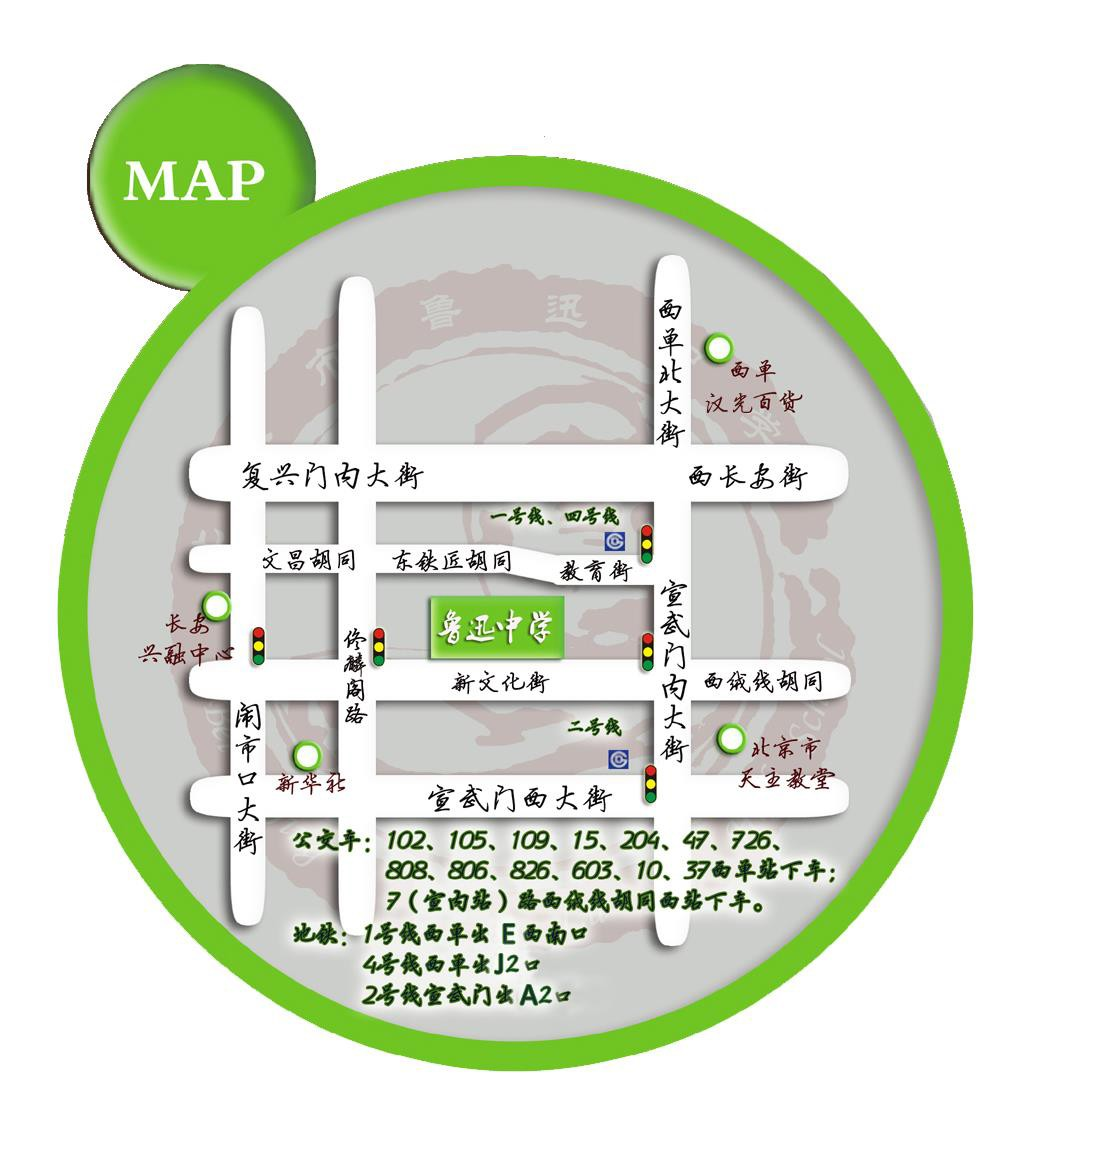 MAP
鲁 迅
学
西单北大街
西单
汉光百货
复兴门内大街
西长安街
一号线、四号线
文昌胡同
东铁匠胡同
教育街
长安
兴融中心
佟麟阁路
鲁迅中学
宣武门内大街
新文化街
西绒线胡同
闹市口大街
二号线
新华社
北京市
天主教堂
宣武门西大街
公交车：102、105、109、15、204、47、726、
808、806、826、603、10、37西单站下车；
7（宣内站）路西绒线胡同西站下车。
地铁：1号线西单出 E 西南口
4号线西单出J2口
2号线宣武门出A2口